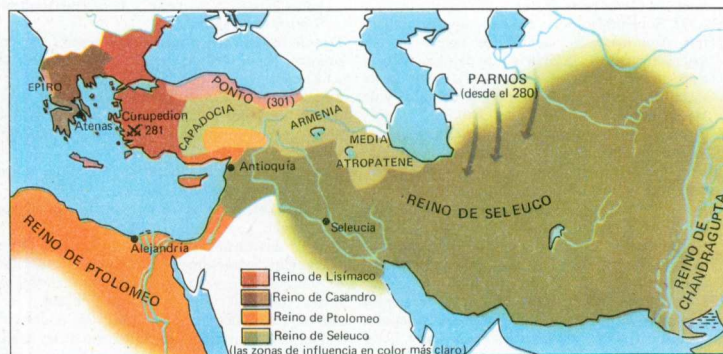 EPIRO
Atenas
Curupedion
281
PONTO (301)
CAPADOCIA
ARMENIA
MEDIA
ATROPATENE
PARNOS
(desde el 280)
Antioquía
Seleucia
REINO DE SELEUCO
REINO DE
CHANDRAGUPTA
Alejandría
REINO DE PTOLOMEO
Reino de Lisímaco
Reino de Casandro
Reino de Ptolomeo
Reino de Seleuco
(las zonas de influencia en color más claro)